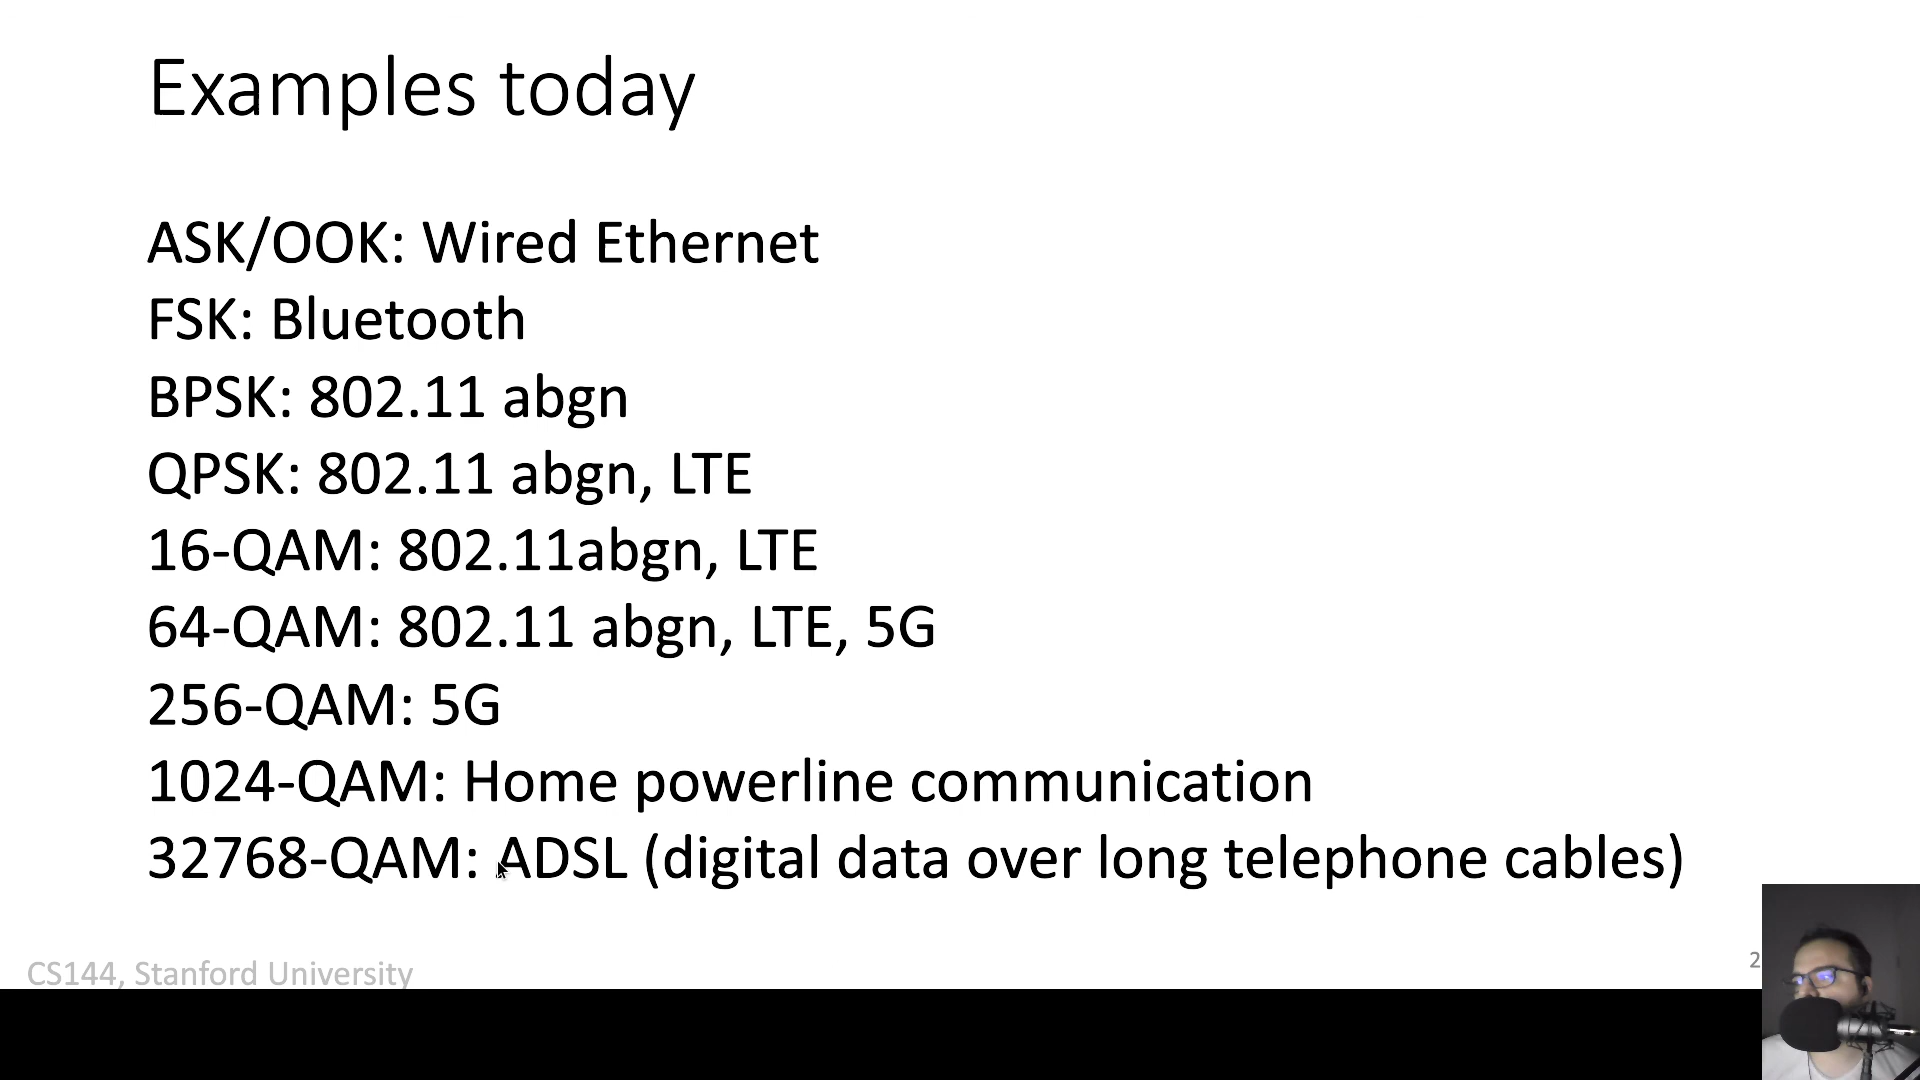 Examples today
ASK/OOK: Wired Ethernet
FSK: Bluetooth
BPSK: 802.11 abgn
QPSK: 802.11 abgn, LTE
16-QAM: 802.11abgn, LTE
64-QAM: 802.11 abgn, LTE, 5G
256-QAM: 5G
1024-QAM: Home powerline communication
32768-QAM: ADSL (digital data over long telephone cables)
CS144, Stanford University